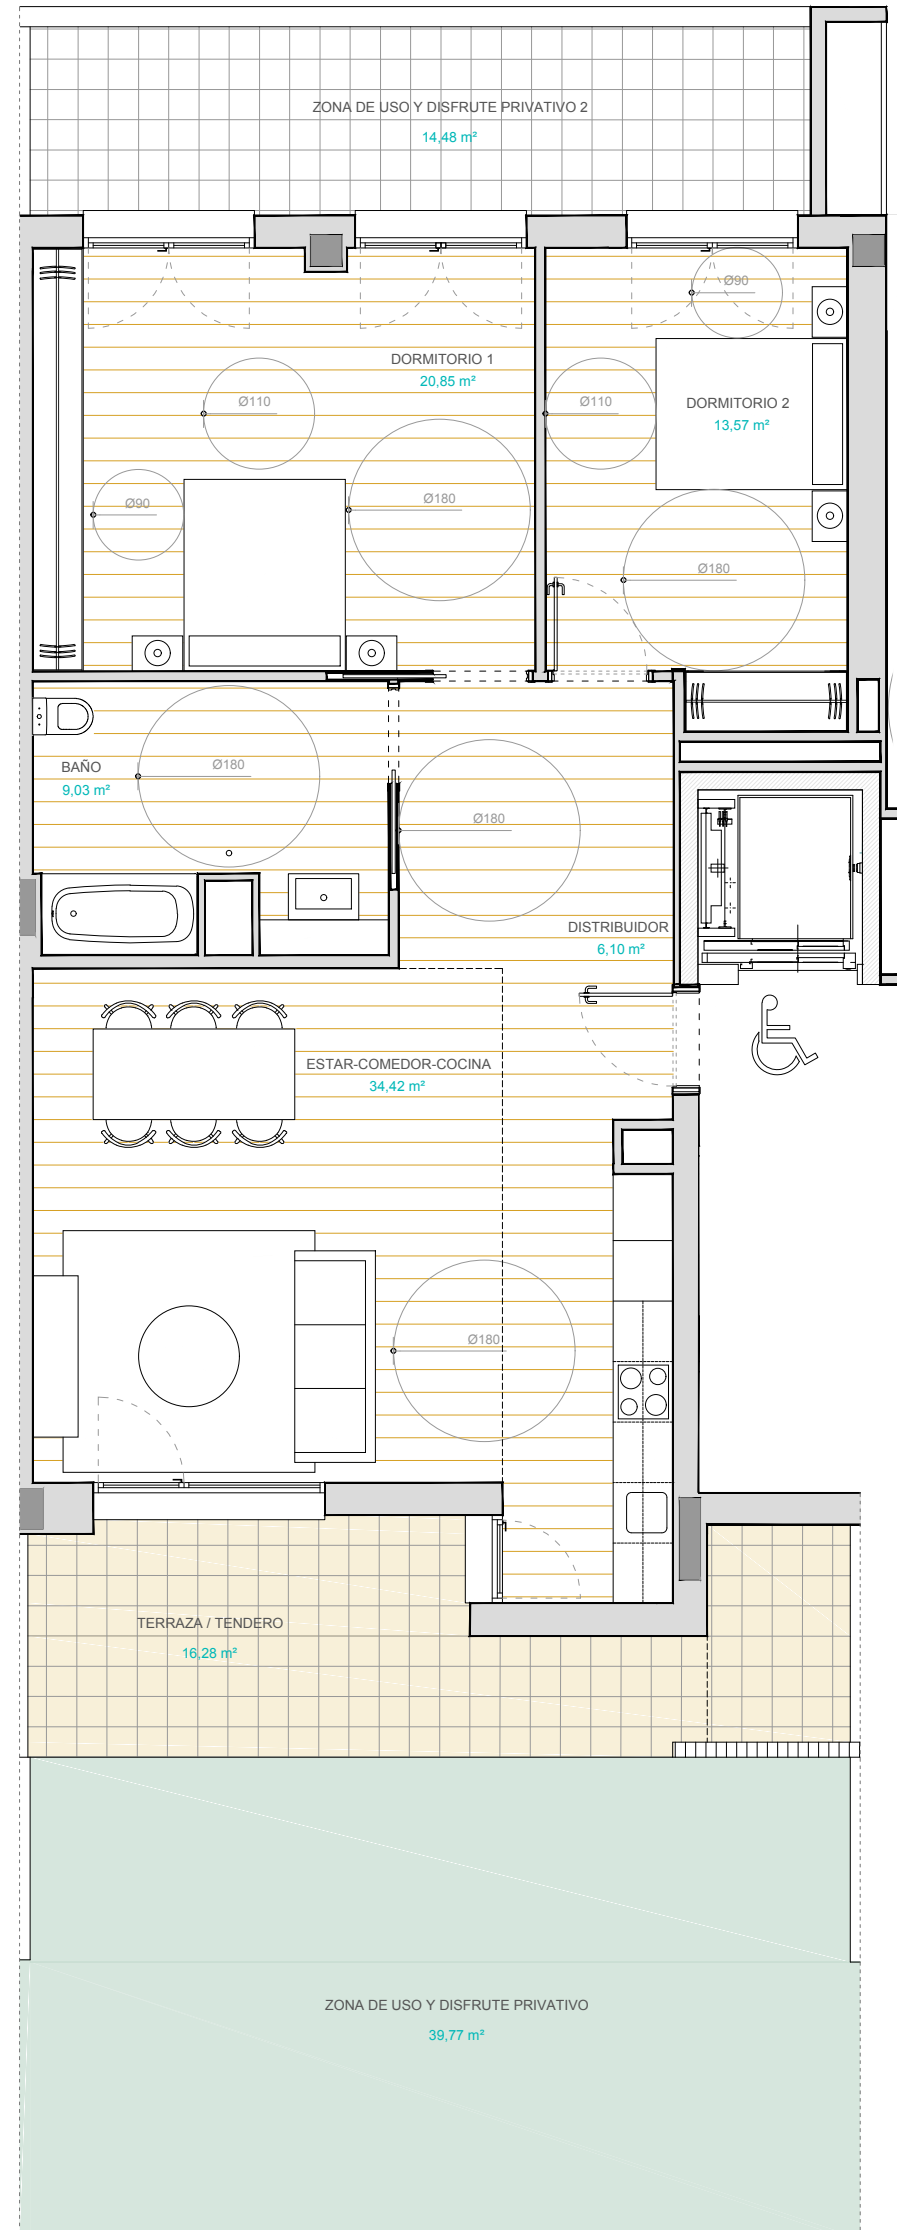 ZONA DE USO Y DISFRUTE PRIVATIVO 2
14,48 m²
Ø90
DORMITORIO 1
20,85 m²
Ø110
Ø110
DORMITORIO 2
13,57 m²
Ø90
Ø180
Ø180
BAÑO
9,03 m²
Ø180
Ø180
DISTRIBUIDOR
6,10 m²
ESTAR-COMEDOR-COCINA
34,42 m²
Ø180
TERRAZA / TENDERO
16,28 m²
ZONA DE USO Y DISFRUTE PRIVATIVO
39,77 m²